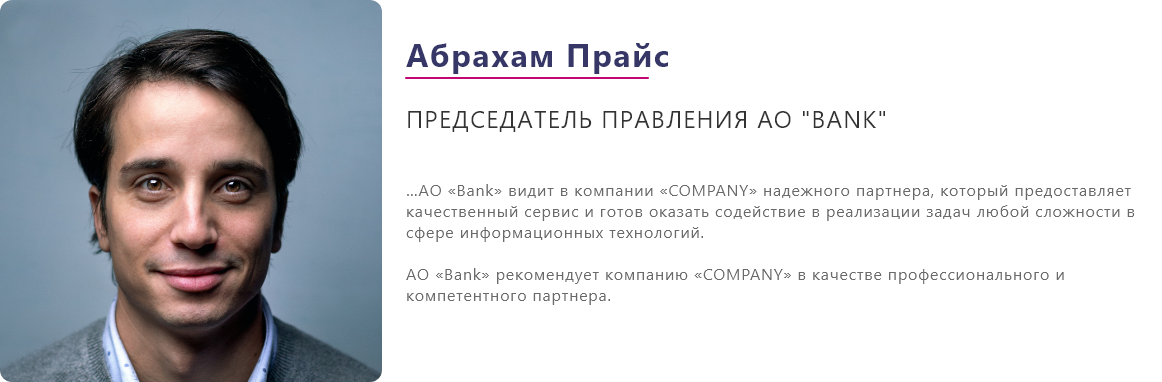 Абрахам Прайс
ПРЕДСЕДАТЕЛЬ ПРАВЛЕНИЯ АО "BANK"
...АО «Bank» видит в компании «COMPANY» надежного партнера, который предоставляет
качественный сервис и готов оказать содействие в реализации задач любой сложности в
сфере информационных технологий.
АО «Bank» рекомендует компанию «COMPANY» в качестве профессионального и
компетентного партнера.